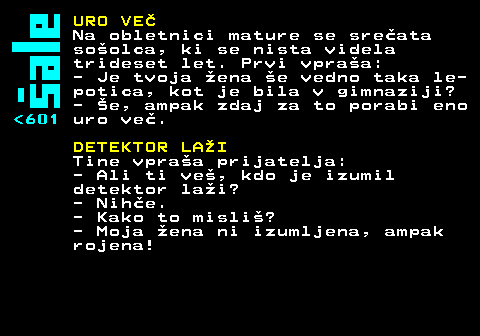 šale
<601
URO VEČ
Na obletnici mature se srečata
sošolca, ki se nista videla
trideset let. Prvi vpraša:
- Je tvoja žena še vedno taka le-
potica, kot je bila v gimnaziji?
- Še, ampak zdaj za to porabi eno
uro več.
DETEKTOR LAŽI
Tine vpraša prijatelja:
- Ali ti veš, kdo je izumil
detektor laži?
- Nihče.
- Kako to misliš?
- Moja žena ni izumljena, ampak
rojena!